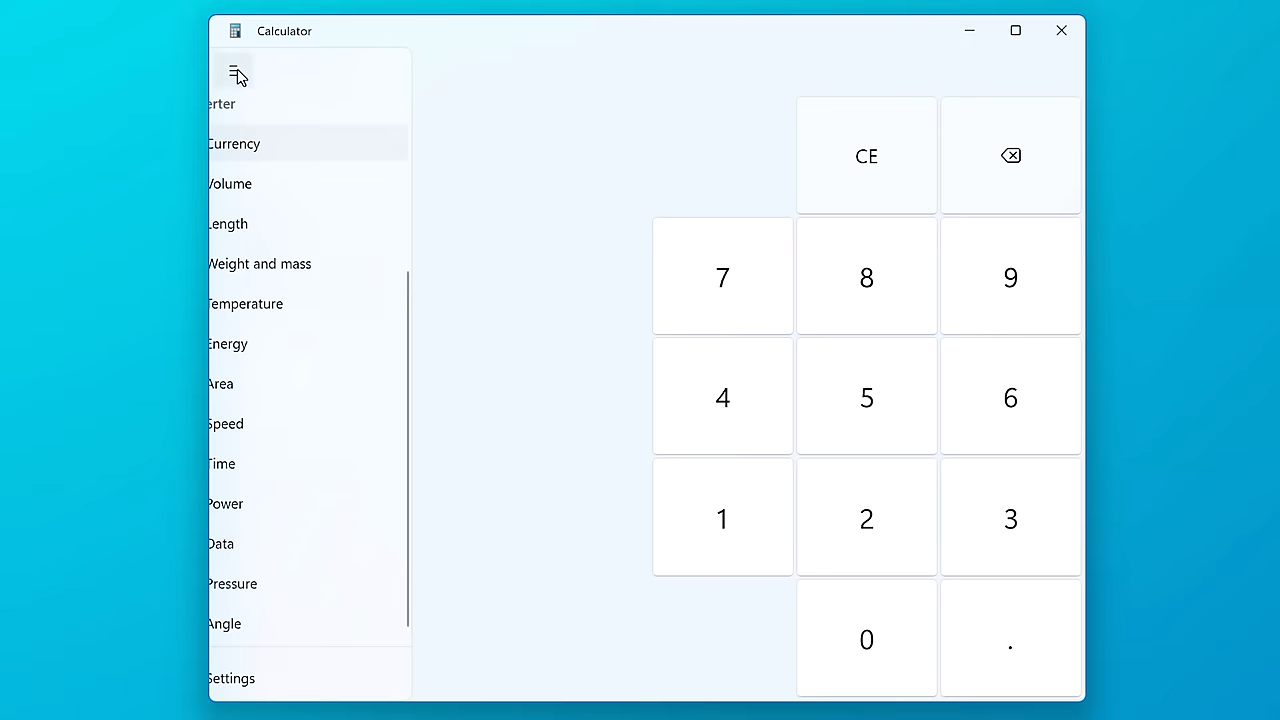 Calculator
erter
Currency
Volume
Length
Weight and mass
Temperature
Energy
Area
Speed
Time
Power
Data
Pressure
Angle
Settings
CE
7 8 9
4 5 6
1 2 3
0 .